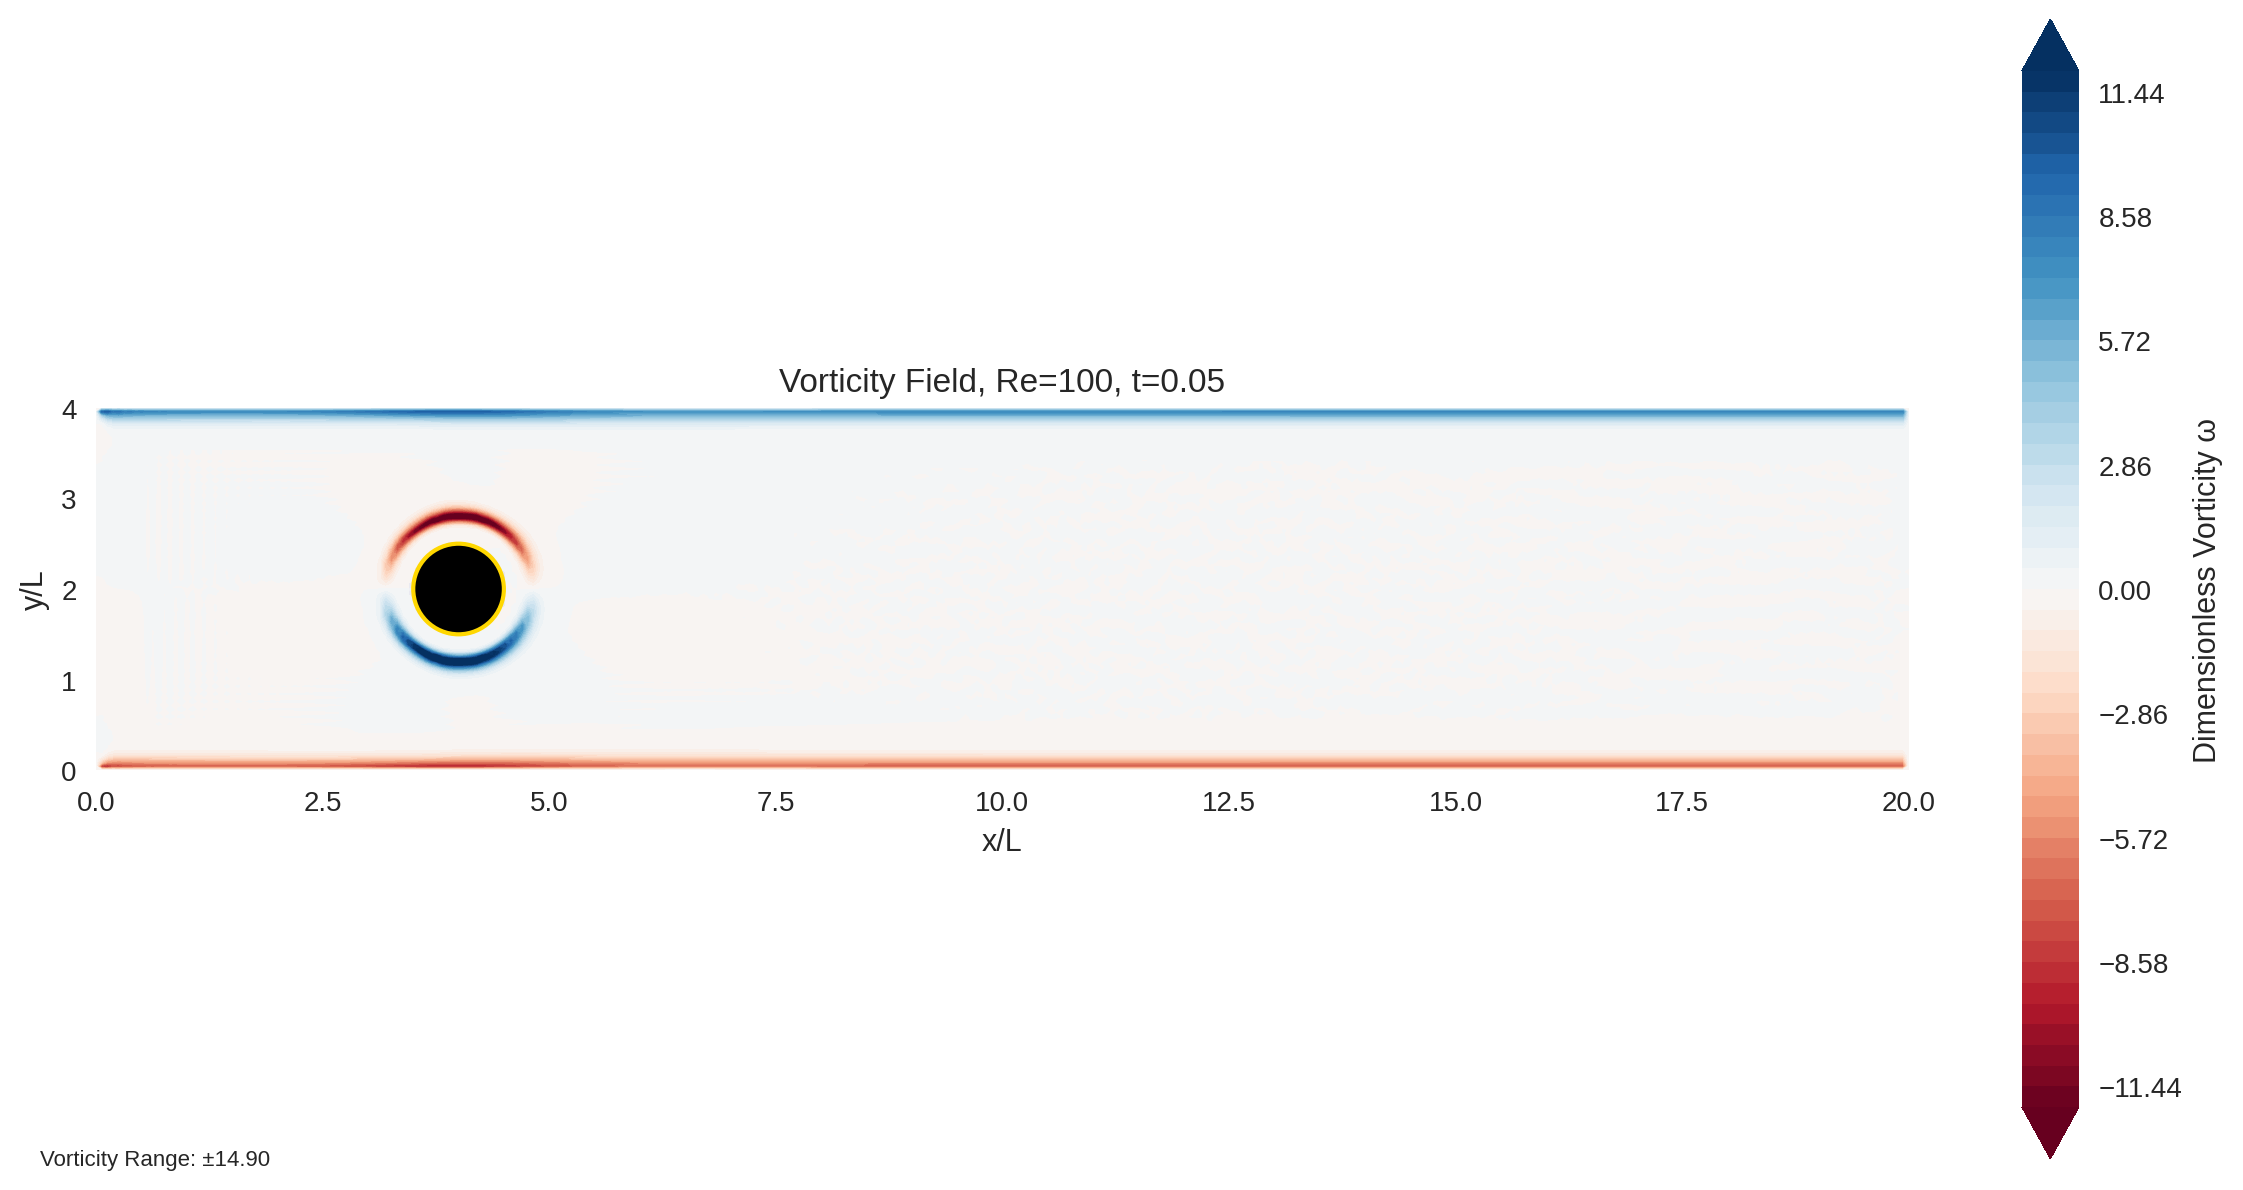 Vorticity Field, Re=100, t=0.05
4
3
2
1
0
y/L
0.0 2.5 5.0 7.5 10.0 12.5 15.0 17.5 20.0
x/L
11.44
8.58
5.72
2.86
0.00
−2.86
−5.72
−8.58
−11.44
Dimensionless Vorticity ω
Vorticity Range: ±14.90